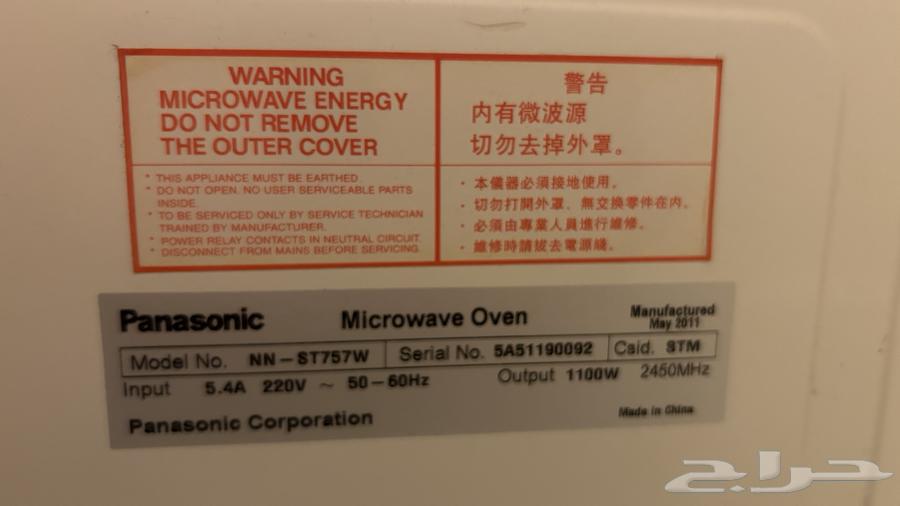 WARNING
MICROWAVE ENERGY
DO NOT REMOVE
THE OUTER COVER
* THIS APPLIANCE MUST BE EARTHED.
* DO NOT OPEN. NO USER SERVICEABLE PARTS
INSIDE.
* TO BE SERVICED ONLY BY SERVICE TECHNICIAN
TRAINED BY MANUFACTURER.
* POWER RELAY CONTACTS IN NEUTRAL CIRCUIT.
* DISCONNECT FROM MAINS BEFORE SERVICING.
警告
内有微波源
切勿去掉外罩。
· 本儀器必須接地使用。
· 切勿打開外罩、無交換零件在内。
· 必須由專業人員進行維修。
· 維修時請拔去電源綫。
Panasonic Microwave Oven Manufactured
May 2011
Model No. NN-ST757W Serial No. 5A51190092 Csid. STM
Input 5.4A 220V ~ 50-60Hz Output 1100W 2450MHz
Panasonic Corporation Made in China
حراج